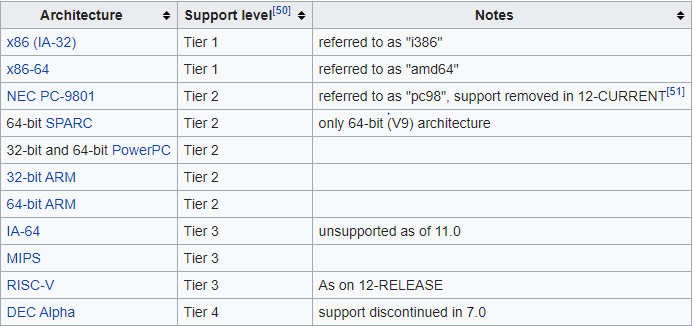 Architecture Support level[50] Notes
x86 (IA-32) Tier 1 referred to as "i386"
x86-64 Tier 1 referred to as "amd64"
NEC PC-9801 Tier 2 referred to as "pc98", support removed in 12-CURRENT[51]
64-bit SPARC Tier 2 only 64-bit (V9) architecture
32-bit and 64-bit PowerPC Tier 2
32-bit ARM Tier 2
64-bit ARM Tier 2
IA-64 Tier 3 unsupported as of 11.0
MIPS Tier 3
RISC-V Tier 3 As on 12-RELEASE
DEC Alpha Tier 4 support discontinued in 7.0